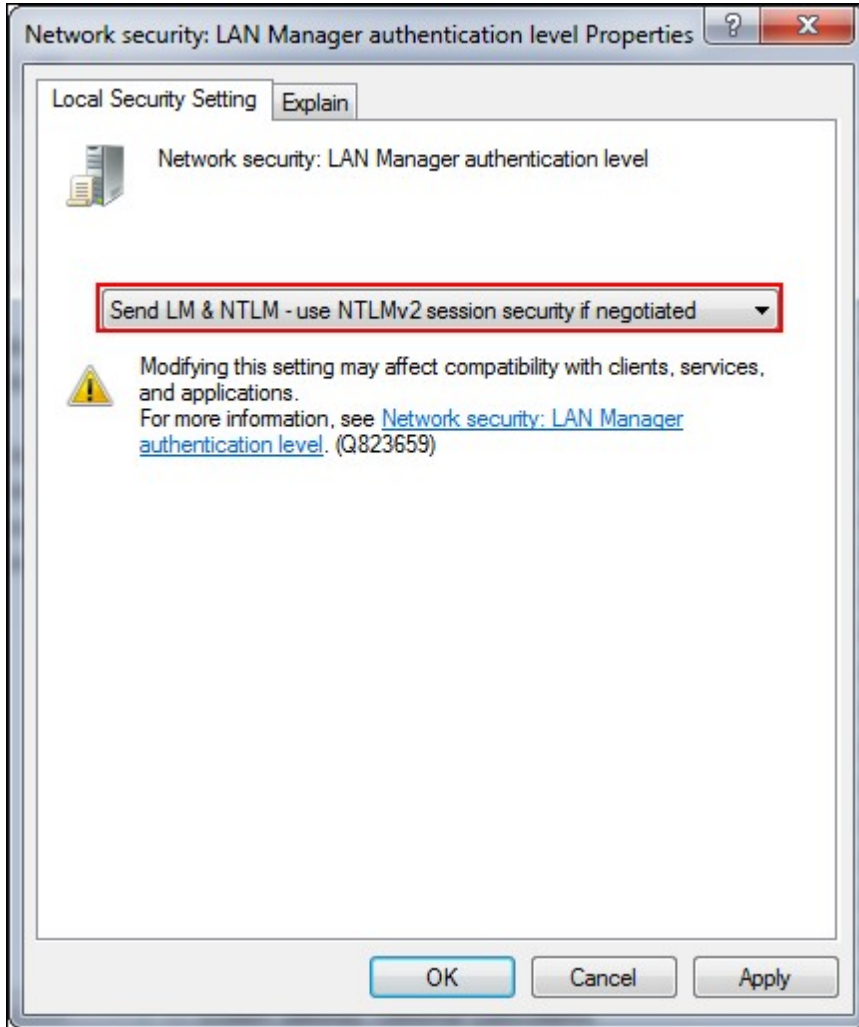 Network security: LAN Manager authentication level Properties
Local Security Setting
Explain
Network security: LAN Manager authentication level
Send LM & NTLM - use NTLMv2 session security if negotiated
Modifying this setting may affect compatibility with clients, services,
and applications.
For more information, see Network security: LAN Manager
authentication level. (Q823659)
OK
Cancel
Apply